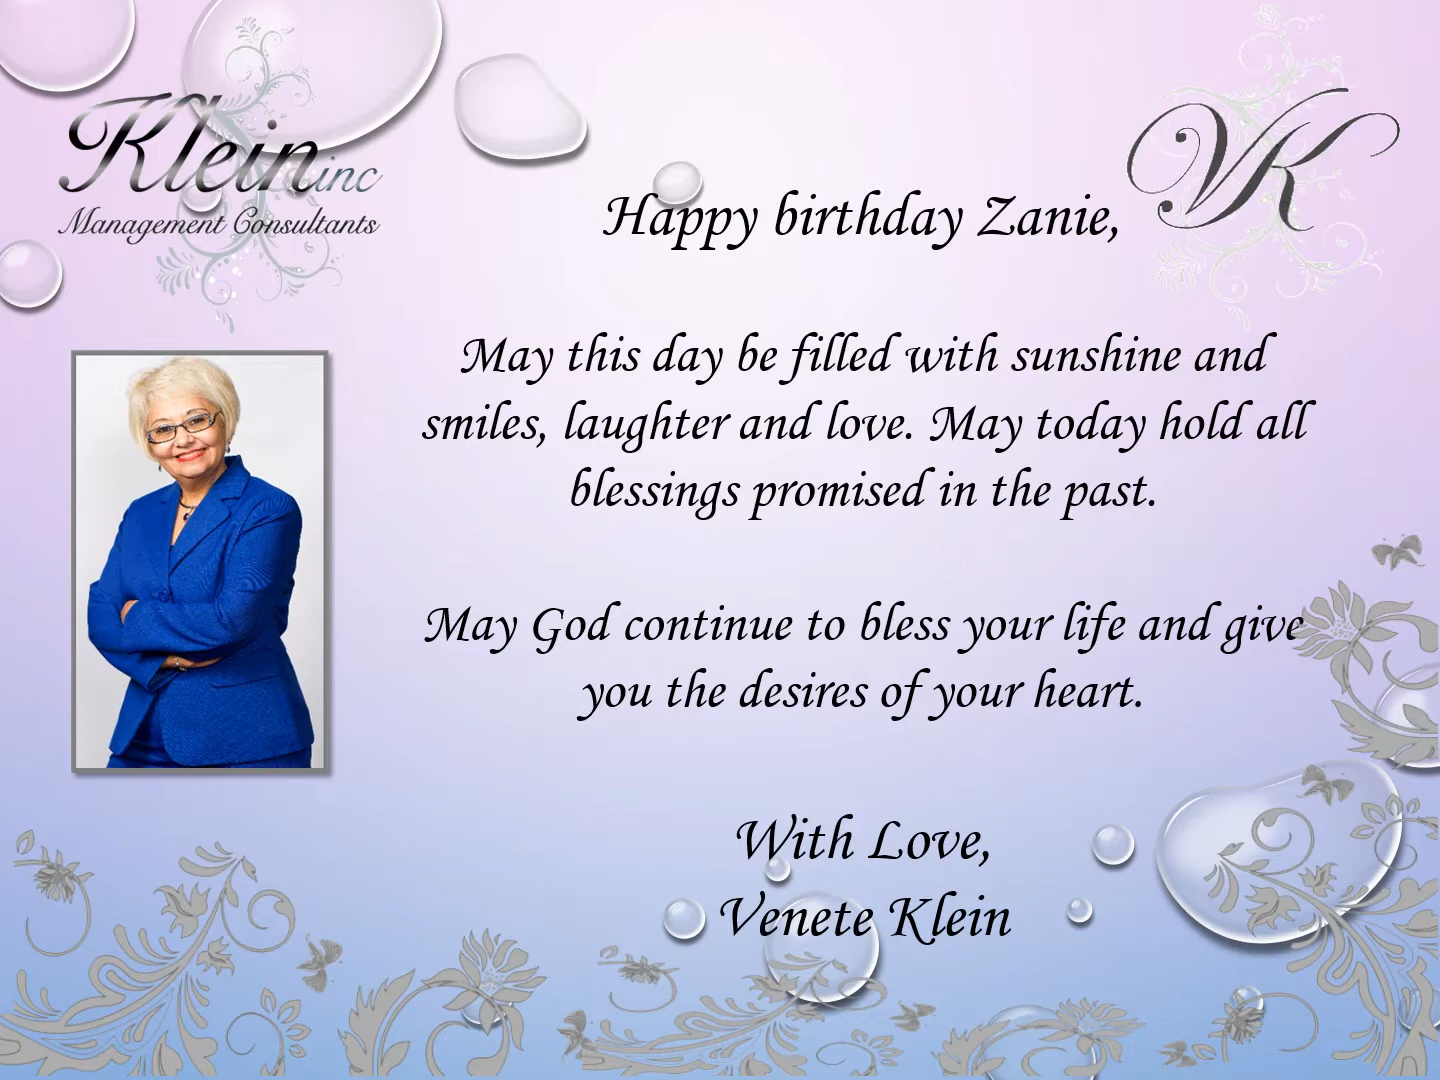 Klein inc
Management Consultants
VK
Happy birthday Zanie,
May this day be filled with sunshine and
smiles, laughter and love. May today hold all
blessings promised in the past.
May God continue to bless your life and give
you the desires of your heart.
With Love,
Venete Klein